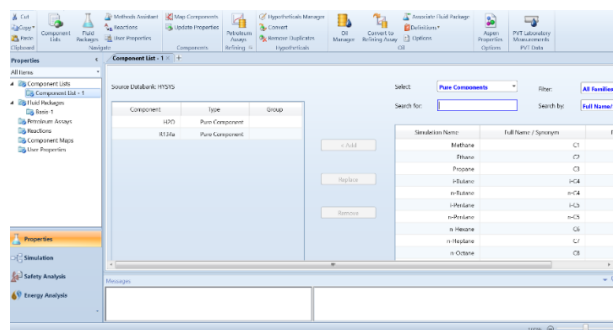 Cut
Copy
Paste
Clipboard
Component
Lists
Fluid
Packages
Methods Assistant
Reactions
User Properties
Navigate
Map Components
Update Properties
Components
Petroleum
Assays
Refining
Hypotheticals Manager
Convert
Remove Duplicates
Hypotheticals
Oil
Manager
Convert to
Refining Assay
Associate Fluid Package
Definitions
Options
Oil
Aspen
Properties
Options
PVT Laboratory
Measurements
PVT Data
Properties
All Items
Component Lists
Component List - 1
Fluid Packages
Basis-1
Petroleum Assays
Reactions
Component Maps
User Properties
Properties
Simulation
Safety Analysis
Energy Analysis
Component List - 1
Source Databank: HYSYS
Component Type Group
H2O Pure Component
R134a Pure Component
< Add
Replace
Remove
Select: Pure Components Filter: All Families
Search for: Search by: Full Name/
Simulation Name Full Name / Synonym
Methane C1
Ethane C2
Propane C3
i-Butane i-C4
n-Butane n-C4
i-Pentane i-C5
n-Pentane n-C5
n-Hexane C6
n-Heptane C7
n-Octane C8
Messages
100%